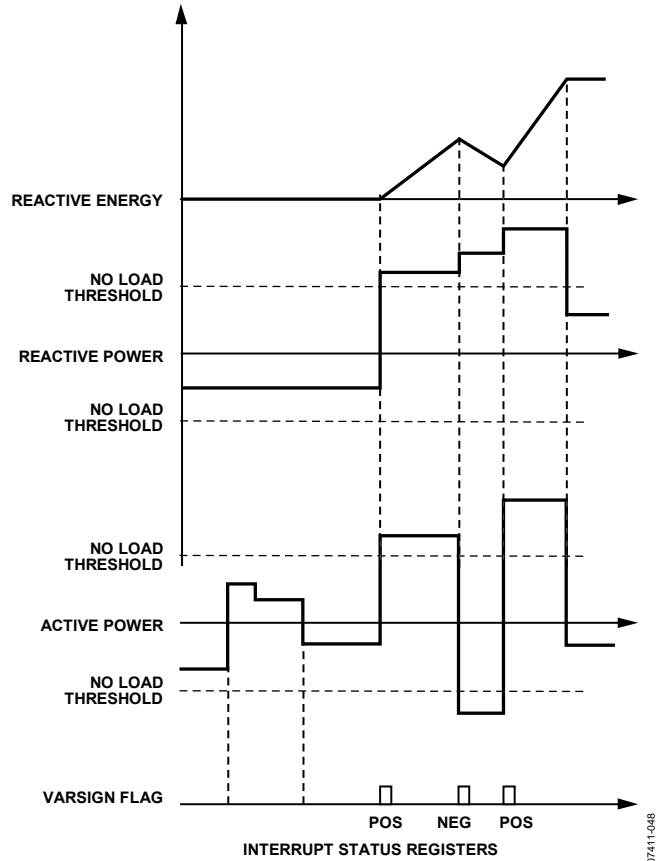 REACTIVE ENERGY
NO LOAD
THRESHOLD
REACTIVE POWER
NO LOAD
THRESHOLD
NO LOAD
THRESHOLD
ACTIVE POWER
NO LOAD
THRESHOLD
VARSIGN FLAG
POS NEG POS
INTERRUPT STATUS REGISTERS
07411-048